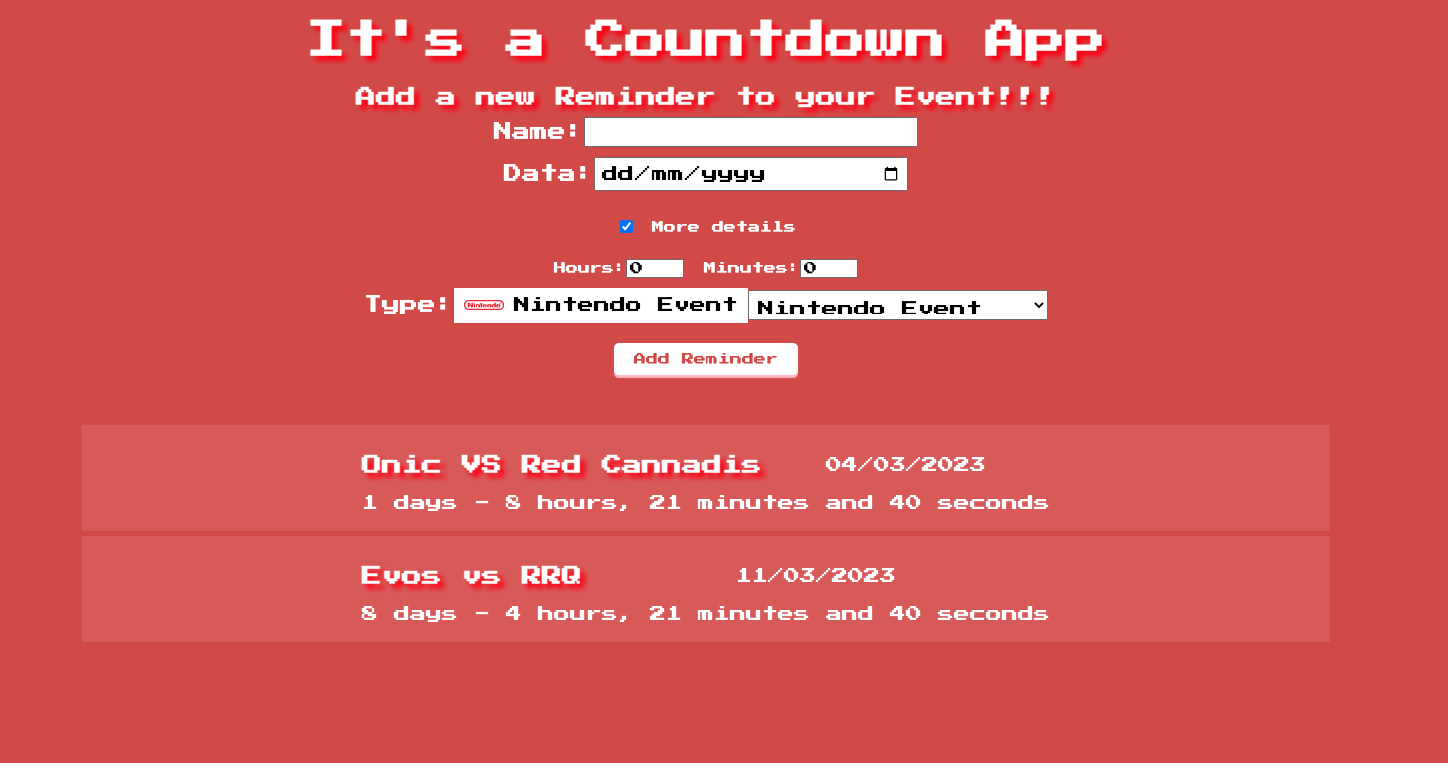 It's a Countdown App
Add a new Reminder to your Event!!!
Name:
Data: dd/mm/yyyy
More details
Hours: 0 Minutes: 0
Type: Nintendo Nintendo Event Nintendo Event
Add Reminder
Onic VS Red Cannadis 04/03/2023
1 days - 8 hours, 21 minutes and 40 seconds
Evos vs RRQ 11/03/2023
8 days - 4 hours, 21 minutes and 40 seconds